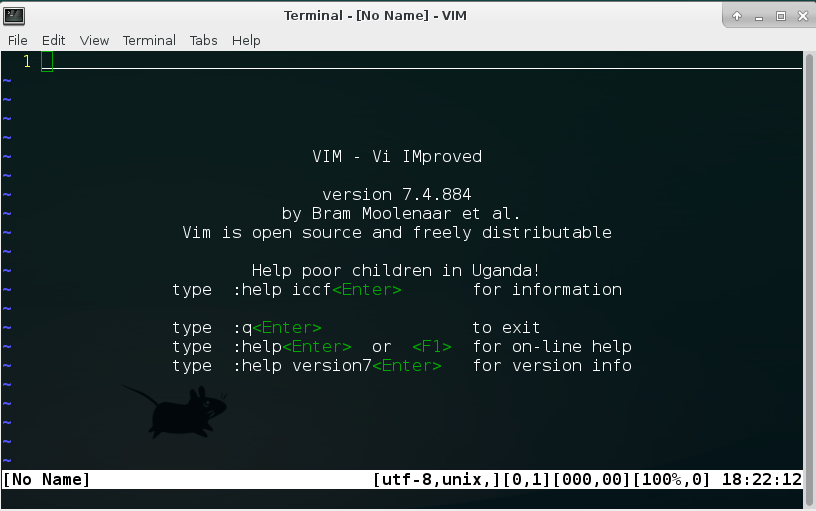 Terminal - [No Name] - VIM
File Edit View Terminal Tabs Help
1
~
~
~
~
~ VIM - Vi IMproved
~
~ version 7.4.884
~ by Bram Moolenaar et al.
~ Vim is open source and freely distributable
~
~ Help poor children in Uganda!
~ type :help iccf<Enter> for information
~
~ type :q<Enter> to exit
~ type :help<Enter> or <F1> for on-line help
~ type :help version7<Enter> for version info
~
~
~
~
~
[No Name] [utf-8,unix,][0,1][000,00][100%,0] 18:22:12